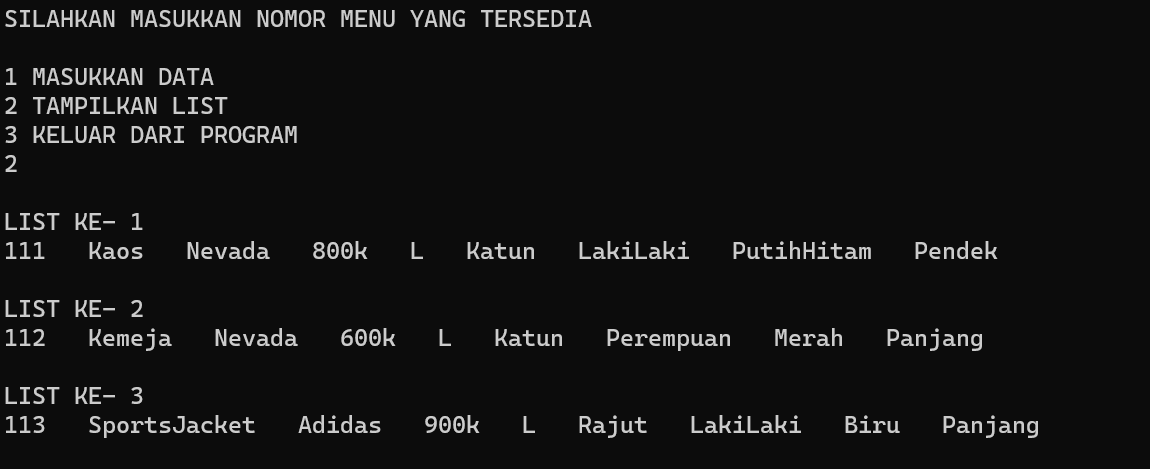 SILAHKAN MASUKKAN NOMOR MENU YANG TERSEDIA
1 MASUKKAN DATA
2 TAMPILKAN LIST
3 KELUAR DARI PROGRAM
2
LIST KE- 1
111   Kaos   Nevada   800k   L   Katun   LakiLaki   PutihHitam   Pendek
LIST KE- 2
112   Kemeja   Nevada   600k   L   Katun   Perempuan   Merah   Panjang
LIST KE- 3
113   SportsJacket   Adidas   900k   L   Rajut   LakiLaki   Biru   Panjang